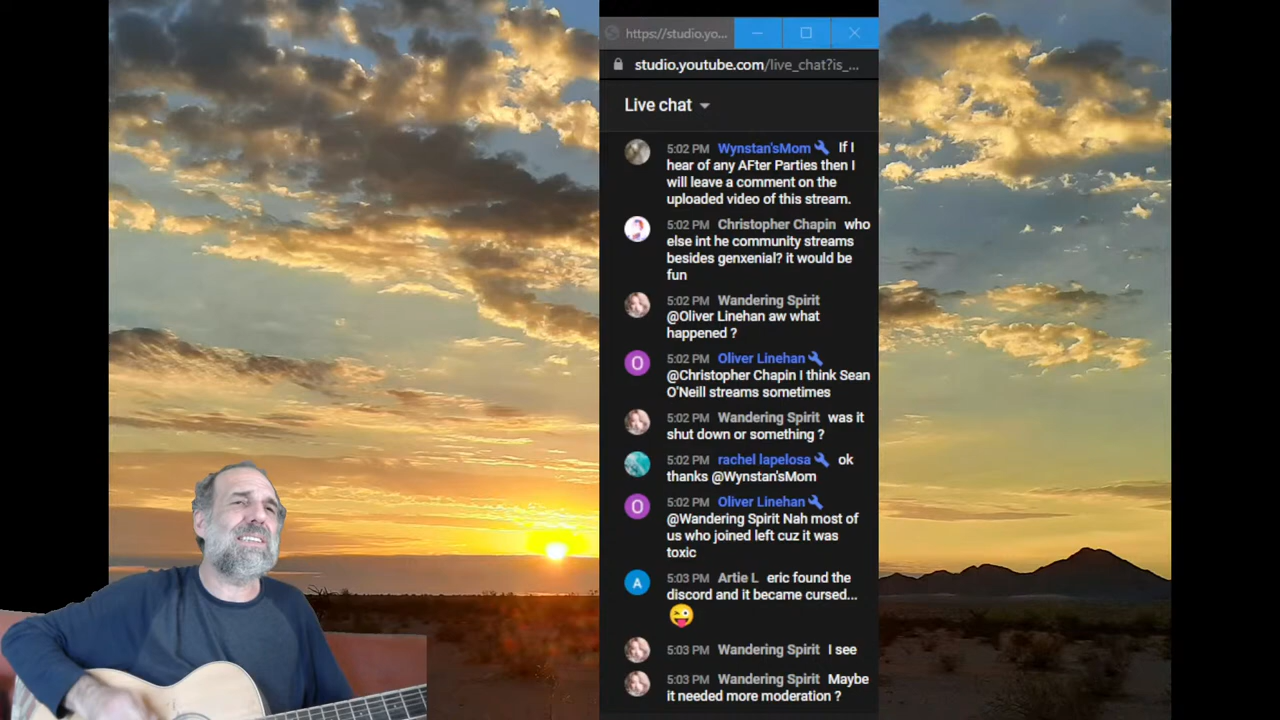 https://studio.yo...
studio.youtube.com/live_chat?is_...
Live chat
5:02 PM Wynstan'sMom If I
hear of any AFter Parties then I
will leave a comment on the
uploaded video of this stream.
5:02 PM Christopher Chapin who
else int he community streams
besides genxenial? it would be
fun
5:02 PM Wandering Spirit
@Oliver Linehan aw what
happened ?
O
5:02 PM Oliver Linehan
@Christopher Chapin I think Sean
O'Neill streams sometimes
5:02 PM Wandering Spirit was it
shut down or something ?
5:02 PM rachel lapelosa ok
thanks @Wynstan'sMom
O
5:02 PM Oliver Linehan
@Wandering Spirit Nah most of
us who joined left cuz it was
toxic
A
5:03 PM Artie L eric found the
discord and it became cursed...
5:03 PM Wandering Spirit I see
5:03 PM Wandering Spirit Maybe
it needed more moderation ?